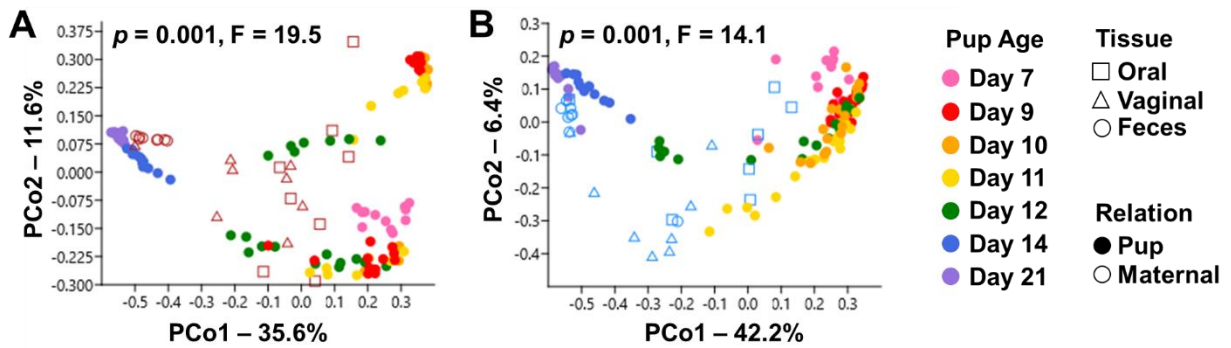 A
p = 0.001, F = 19.5
0.375
0.300
0.225
0.150
0.075
0.000
-0.075
-0.150
-0.225
-0.300
PCo2 – 11.6%
-0.5 -0.4 -0.3 -0.2 -0.1 0.0 0.1 0.2 0.3
PCo1 – 35.6%
B
p = 0.001, F = 14.1
0.3
0.2
0.1
0.0
-0.1
-0.2
-0.3
-0.4
PCo2 – 6.4%
-0.5 -0.4 -0.3 -0.2 -0.1 0.0 0.1 0.2 0.3
PCo1 – 42.2%
Pup Age
Day 7
Day 9
Day 10
Day 11
Day 12
Day 14
Day 21
Tissue
Oral
Vaginal
Feces
Relation
Pup
Maternal